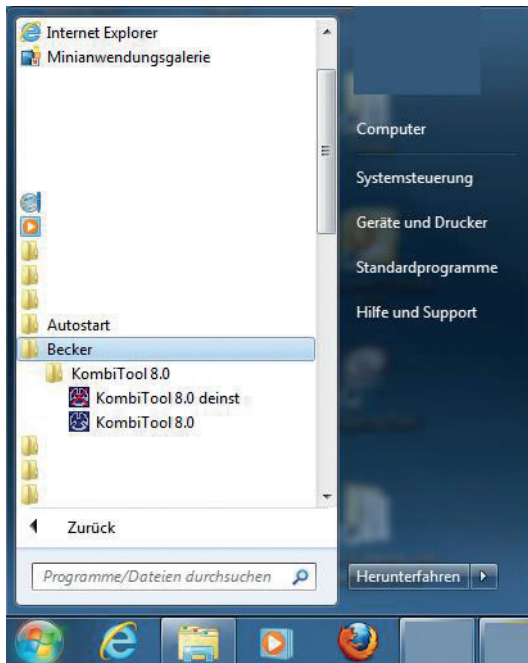 Internet Explorer
Minianwendungsgalerie
Autostart
Becker
KombiTool 8.0
KombiTool 8.0 deinst
KombiTool 8.0
Zurück
Programme/Dateien durchsuchen
Computer
Systemsteuerung
Geräte und Drucker
Standardprogramme
Hilfe und Support
Herunterfahren